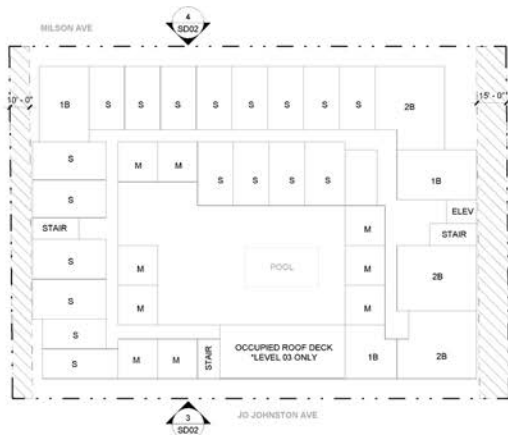 4
MILSON AVE
SD02
10' - 0" 1B S S S S S S S S 2B 15' - 0"
S M M
S S S S 1B
S
ELEV
STAIR M STAIR
S M POOL M 2B
S M M
S
OCCUPIED ROOF DECK
*LEVEL 03 ONLY
S M M STAIR 1B 2B
3
JO JOHNSTON AVE
SD02